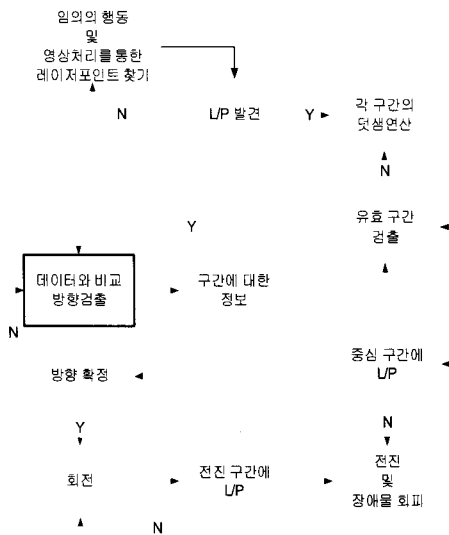 임의의 행동
및
영상처리를 통한
레이저포인트 찾기
N
L/P 발견
Y
각 구간의
덧샘연산
N
Y
유효 구간
검출
데이터와 비교
방향검출
구간에 대한
정보
N
중심 구간에
L/P
방향 확정
Y
N
회전
전진 구간에
L/P
전진
및
장애물 회피
N